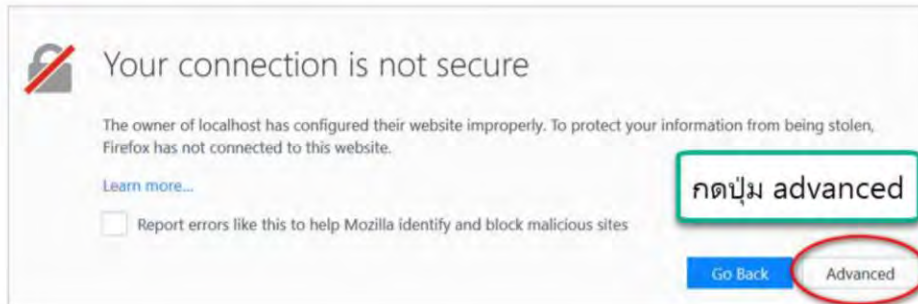 Your connection is not secure
The owner of localhost has configured their website improperly. To protect your information from being stolen,
Firefox has not connected to this website.
Learn more...
กดปุ่ม advanced
Report errors like this to help Mozilla identify and block malicious sites
Go Back
Advanced